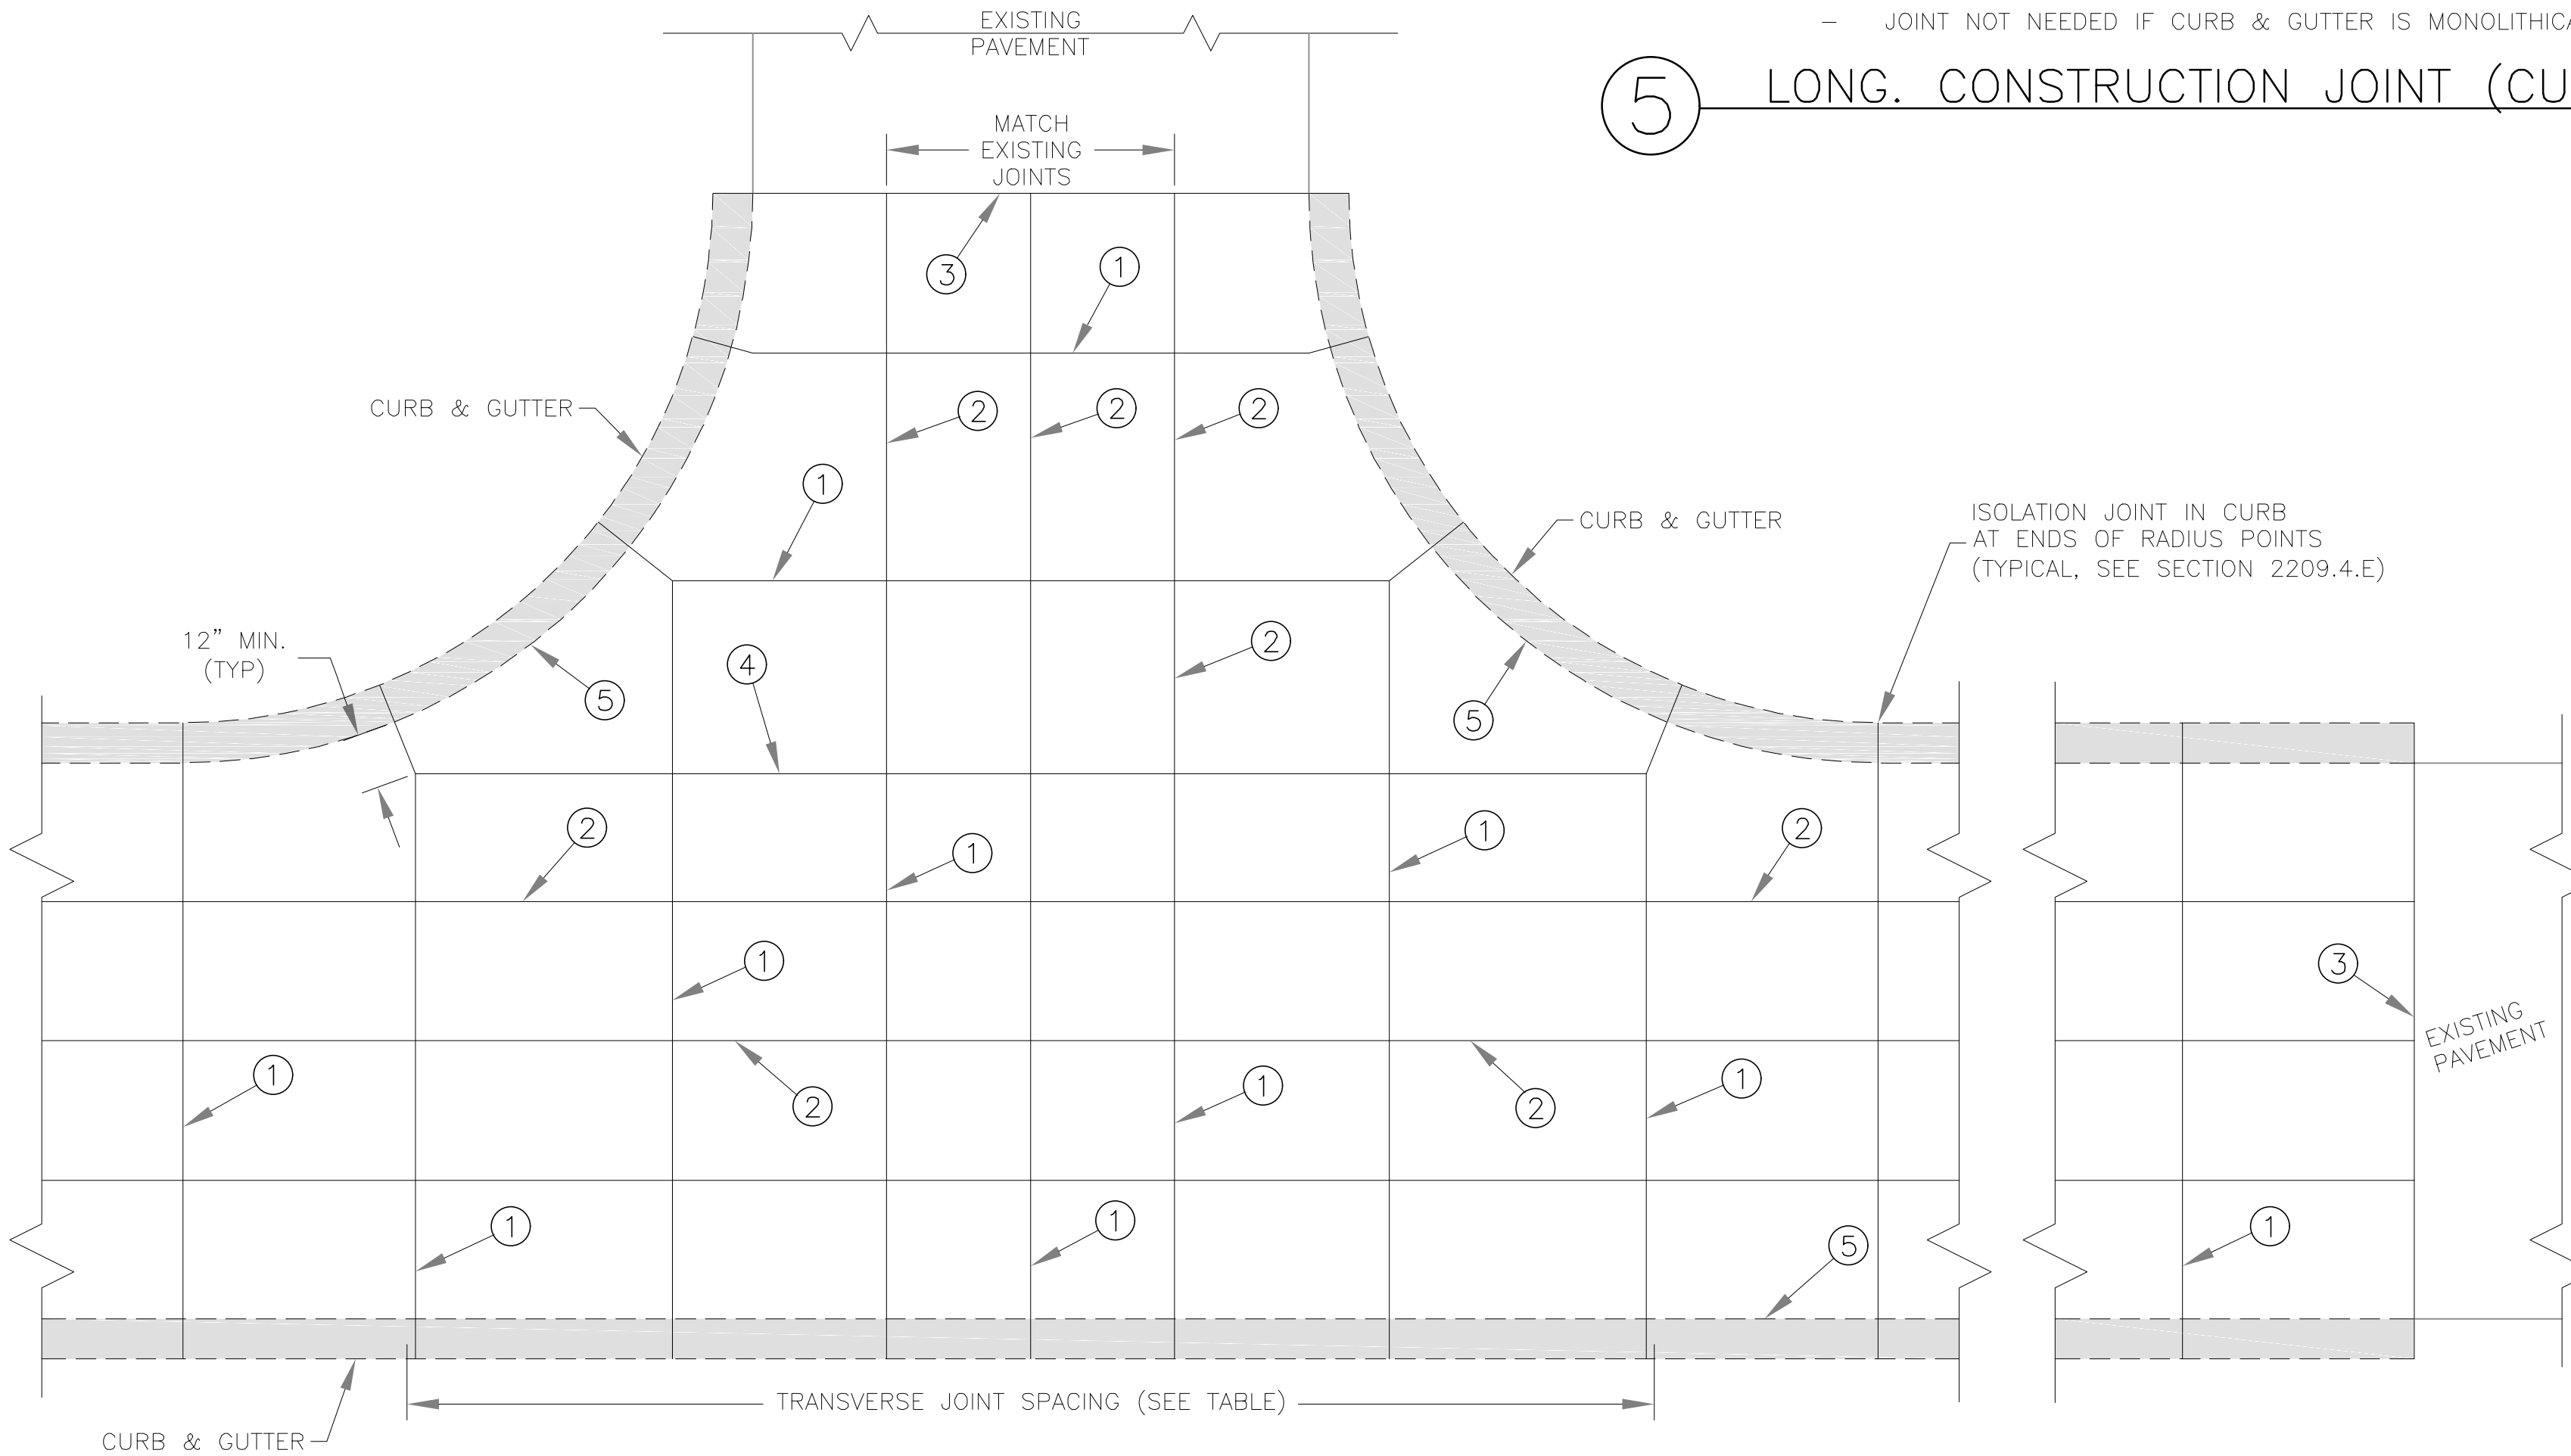 EXISTING
PAVEMENT
– JOINT NOT NEEDED IF CURB & GUTTER IS
5 LONG. CONSTRUCTION JOINT
MATCH
EXISTING
JOINTS
3
1
2
2
2
CURB & GUTTER
1
CURB & GUTTER
ISOLATION JOINT IN CURB
AT ENDS OF RADIUS POINTS
(TYPICAL, SEE SECTION 2209.4.E)
12” MIN.
(TYP)
4
2
5
5
2
1
1
2
1
3
EXISTING
PAVEMENT
1
2
1
2
1
1
1
5
1
TRANSVERSE JOINT SPACING (SEE TABLE)
CURB & GUTTER